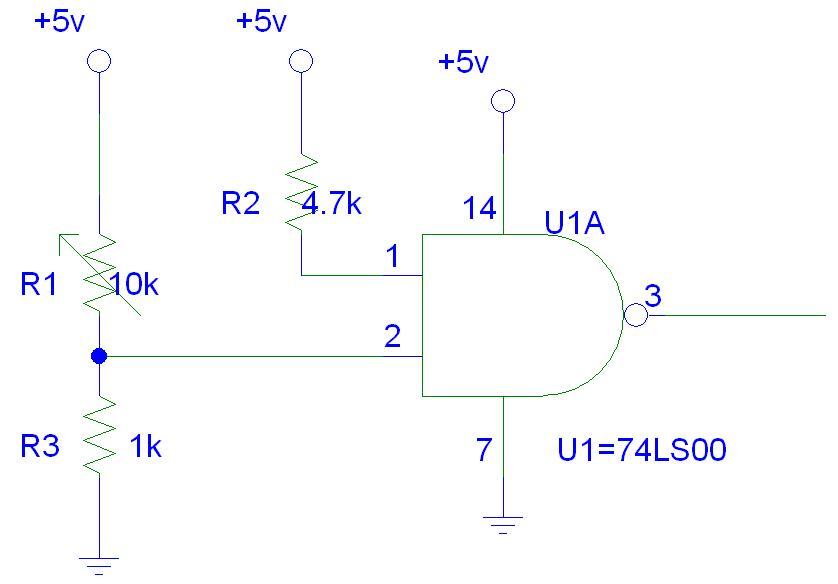 +5v
+5v
+5v
14
U1A
R2 4.7k
1
R1 10k
3
2
R3 1k
7
U1=74LS00